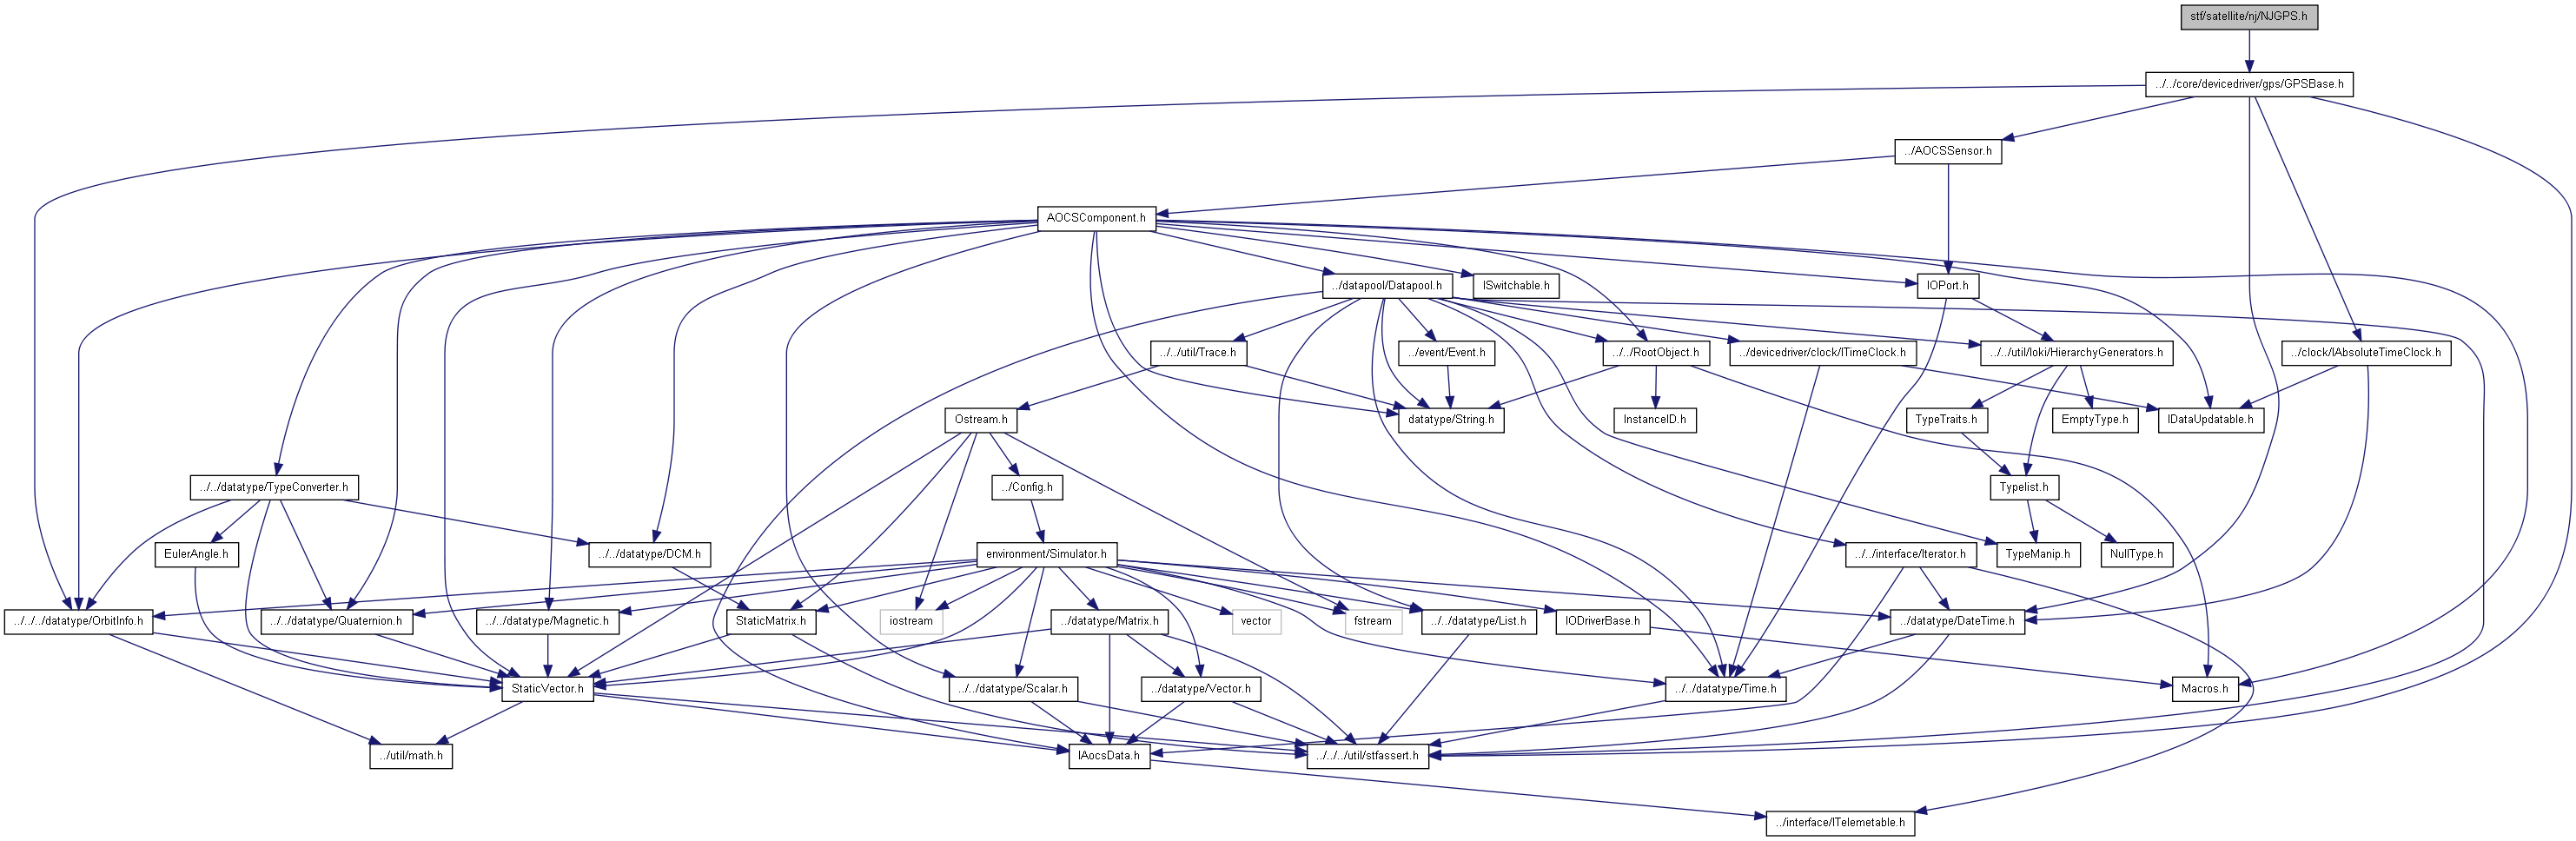 stf/satellite/nj/NJGPS.h
../../core/devicedriver/gps/GPSBase.h
../AOCSSensor.h
AOCSComponent.h
../datapool/Datapool.h
ISwitchable.h
IOPort.h
../../util/Trace.h
../event/Event.h
../../RootObject.h
../devicedriver/clock/ITimeClock.h
../../util/loki/HierarchyGenerators.h
../clock/IAbsoluteTimeClock.h
Ostream.h
datatype/String.h
InstanceID.h
TypeTraits.h
EmptyType.h
IDataUpdatable.h
../../datatype/TypeConverter.h
../Config.h
Typelist.h
EulerAngle.h
../../datatype/DCM.h
environment/Simulator.h
../../interface/Iterator.h
TypeManip.h
NullType.h
../../../datatype/OrbitInfo.h
../../datatype/Quaternion.h
../../datatype/Magnetic.h
StaticMatrix.h
iostream
../datatype/Matrix.h
vector
fstream
../../datatype/List.h
IODriverBase.h
../datatype/DateTime.h
StaticVector.h
../../datatype/Scalar.h
../datatype/Vector.h
../../datatype/Time.h
Macros.h
../util/math.h
IAocsData.h
../../../util/stfassert.h
../interface/ITelemetable.h